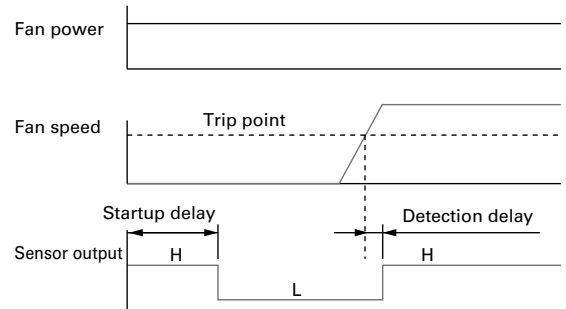 Fan power
Fan speed
Trip point
Startup delay
Detection delay
Sensor output
H
L
H